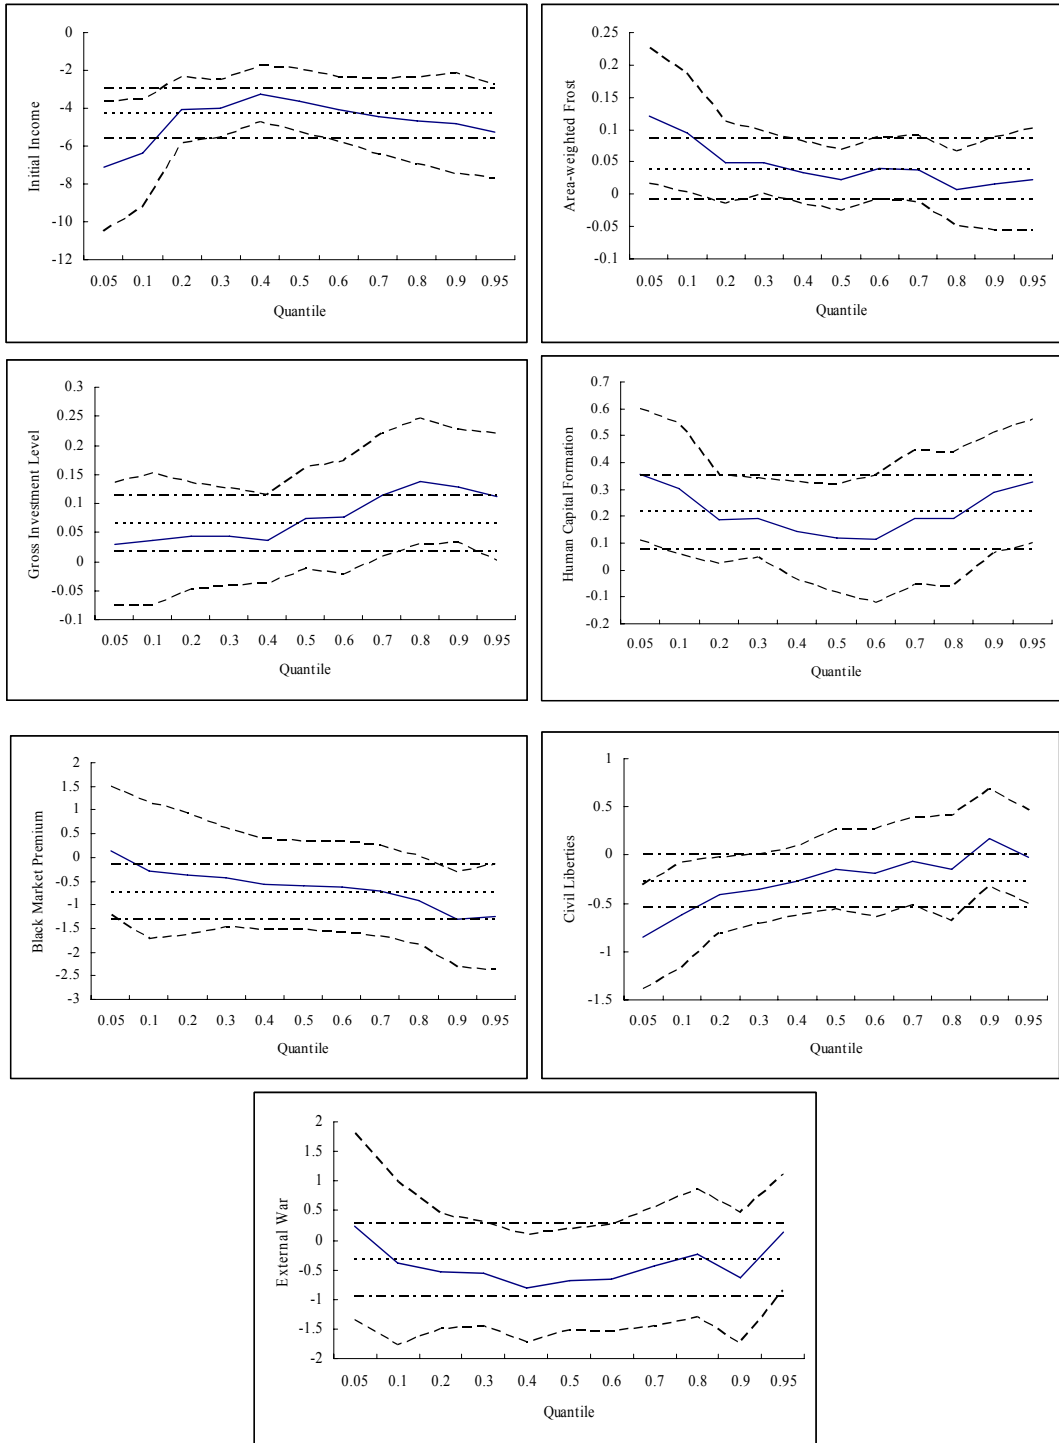 0
-2
-4
-6
-8
-10
-12
Initial Income
0.05 0.1 0.2 0.3 0.4 0.5 0.6 0.7 0.8 0.9 0.95
Quantile
0.25
0.2
0.15
0.1
0.05
0
-0.05
-0.1
Area-weighted Frost
0.05 0.1 0.2 0.3 0.4 0.5 0.6 0.7 0.8 0.9 0.95
Quantile
0.3
0.25
0.2
0.15
0.1
0.05
0
-0.05
-0.1
Gross Investment Level
0.05 0.1 0.2 0.3 0.4 0.5 0.6 0.7 0.8 0.9 0.95
Quantile
0.7
0.6
0.5
0.4
0.3
0.2
0.1
0
-0.1
-0.2
Human Capital Formation
0.05 0.1 0.2 0.3 0.4 0.5 0.6 0.7 0.8 0.9 0.95
Quantile
2
1.5
1
0.5
0
-0.5
-1
-1.5
-2
-2.5
-3
Black Market Premium
0.05 0.1 0.2 0.3 0.4 0.5 0.6 0.7 0.8 0.9 0.95
Quantile
1
0.5
0
-0.5
-1
-1.5
Civil Liberties
0.05 0.1 0.2 0.3 0.4 0.5 0.6 0.7 0.8 0.9 0.95
Quantile
2
1.5
1
0.5
0
-0.5
-1
-1.5
-2
External War
0.05 0.1 0.2 0.3 0.4 0.5 0.6 0.7 0.8 0.9 0.95
Quantile